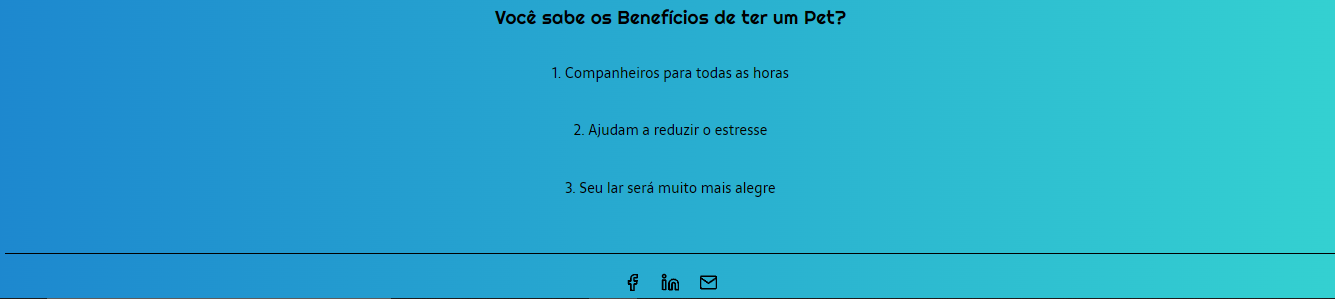 Você sabe os Benefícios de ter um Pet?
1. Companheiros para todas as horas
2. Ajudam a reduzir o estresse
3. Seu lar será muito mais alegre